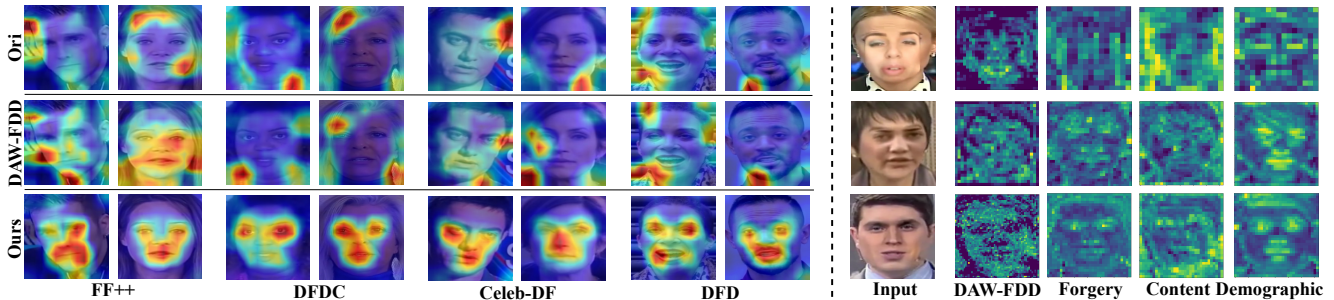 Ori
DAW-FDD
Ours
FF++ DFDC Celeb-DF DFD
Input DAW-FDD Forgery Content Demographic